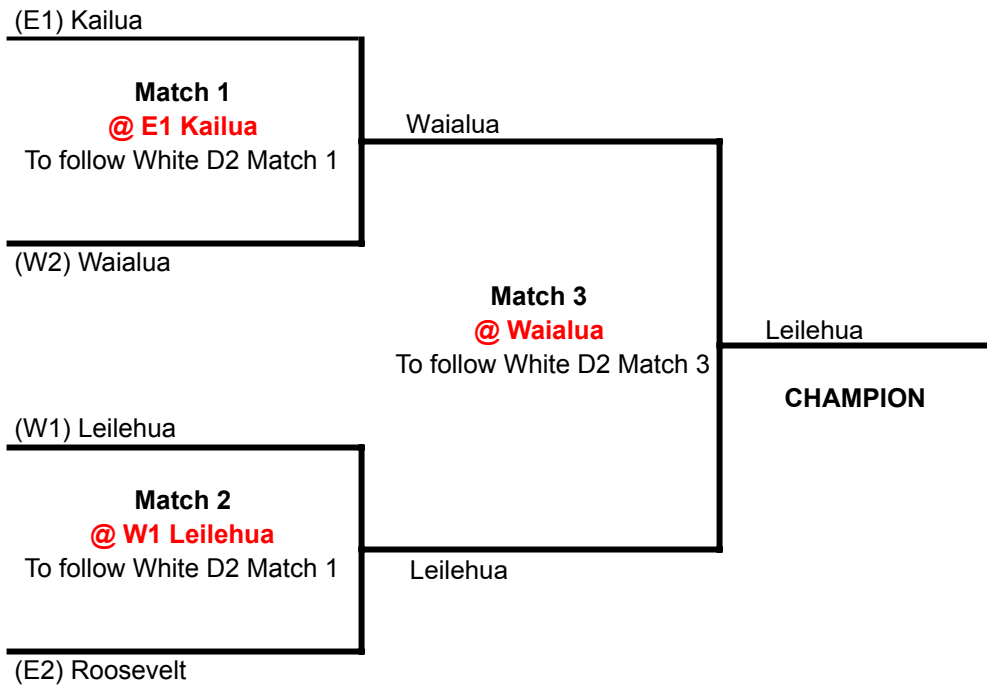 (E1) Kailua
Match 1
@ E1 Kailua
To follow White D2 Match 1
Waialua
(W2) Waialua
Match 3
@ Waialua
To follow White D2 Match 3
Leilehua
CHAMPION
(W1) Leilehua
Match 2
@ W1 Leilehua
To follow White D2 Match 1
Leilehua
(E2) Roosevelt